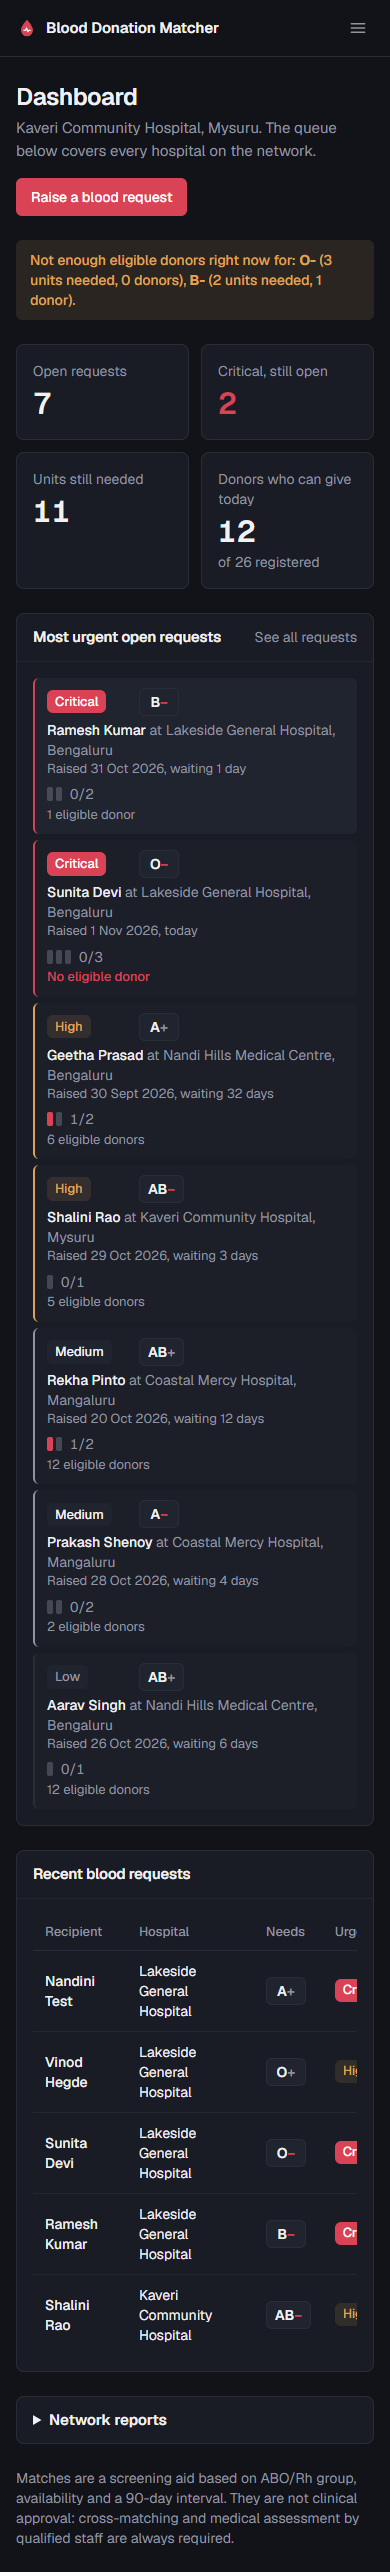 Blood Donation Matcher
Dashboard
Kaveri Community Hospital, Mysuru. The queue
below covers every hospital on the network.
Raise a blood request
Not enough eligible donors right now for: O- (3
units needed, 0 donors), B- (2 units needed, 1
donor).
Open requests
7
Critical, still open
2
Units still needed
11
Donors who can give
today
12
of 26 registered
Most urgent open requests
See all requests
Critical B−
Ramesh Kumar at Lakeside General Hospital,
Bengaluru
Raised 31 Oct 2026, waiting 1 day
0/2
1 eligible donor
Critical O−
Sunita Devi at Lakeside General Hospital,
Bengaluru
Raised 1 Nov 2026, today
0/3
No eligible donor
High A+
Geetha Prasad at Nandi Hills Medical Centre,
Bengaluru
Raised 30 Sept 2026, waiting 32 days
1/2
6 eligible donors
High AB−
Shalini Rao at Kaveri Community Hospital,
Mysuru
Raised 29 Oct 2026, waiting 3 days
0/1
5 eligible donors
Medium AB+
Rekha Pinto at Coastal Mercy Hospital,
Mangaluru
Raised 20 Oct 2026, waiting 12 days
1/2
12 eligible donors
Medium A−
Prakash Shenoy at Coastal Mercy Hospital,
Mangaluru
Raised 28 Oct 2026, waiting 4 days
0/2
2 eligible donors
Low AB+
Aarav Singh at Nandi Hills Medical Centre,
Bengaluru
Raised 26 Oct 2026, waiting 6 days
0/1
12 eligible donors
Recent blood requests
Recipient Hospital Needs Urg
Nandini
Test
Lakeside
General
Hospital
A+
Cr
Vinod
Hegde
Lakeside
General
Hospital
O+
Hig
Sunita
Devi
Lakeside
General
Hospital
O−
Cr
Ramesh
Kumar
Lakeside
General
Hospital
B−
Cr
Shalini
Rao
Kaveri
Community
Hospital
AB−
Hig
Network reports
Matches are a screening aid based on ABO/Rh group,
availability and a 90-day interval. They are not clinical
approval: cross-matching and medical assessment by
qualified staff are always required.